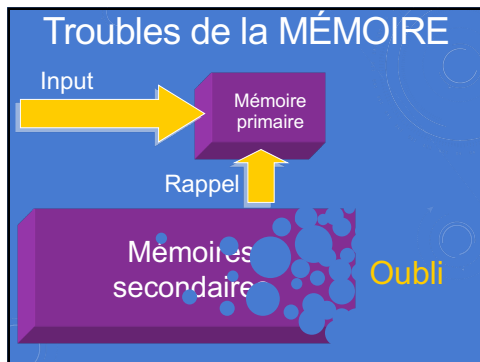 Troubles de la MÉMOIRE
Input
Mémoire
primaire
Rappel
Mémoires
secondaires
Oubli